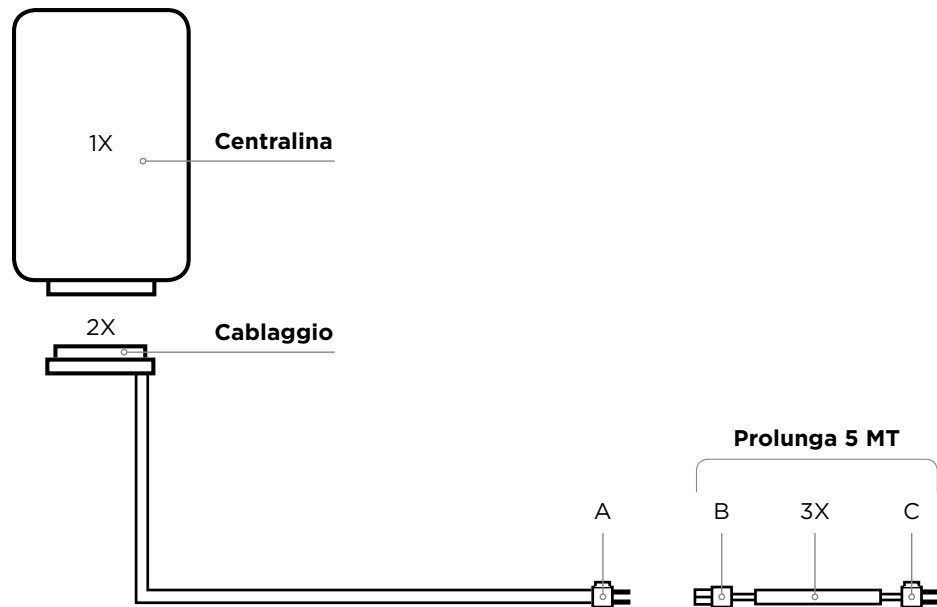 1X
Centralina
2X
Cablaggio
Prolunga 5 MT
A
B
3X
C